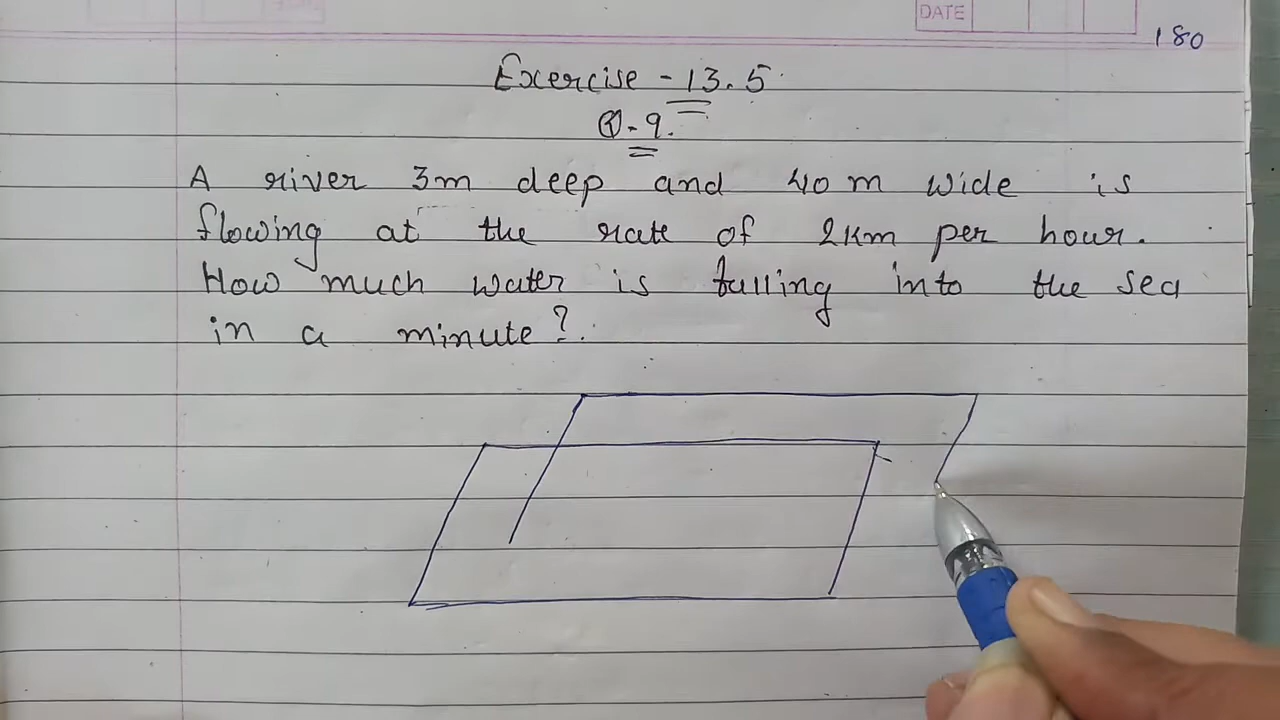 DATE
180
Exercise - 13.5
Q-9.
A river 3m deep and 40 m wide is
flowing at the rate of 2Km per hour.
How much water is falling into the sea
in a minute?